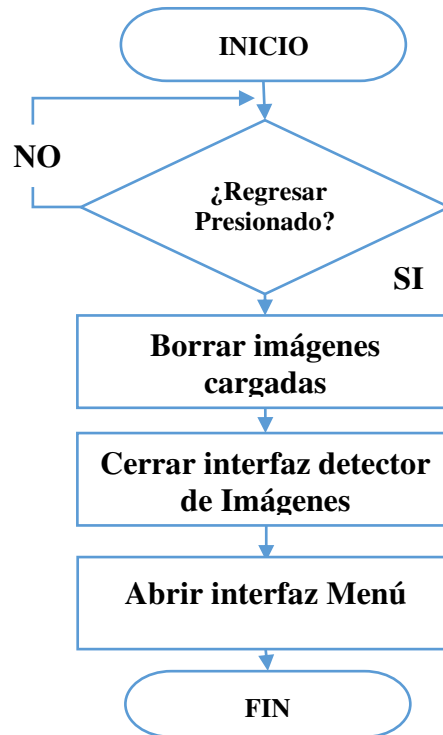 INICIO
NO
¿Regresar
Presionado?
SI
Borrar imágenes
cargadas
Cerrar interfaz detector
de Imágenes
Abrir interfaz Menú
FIN